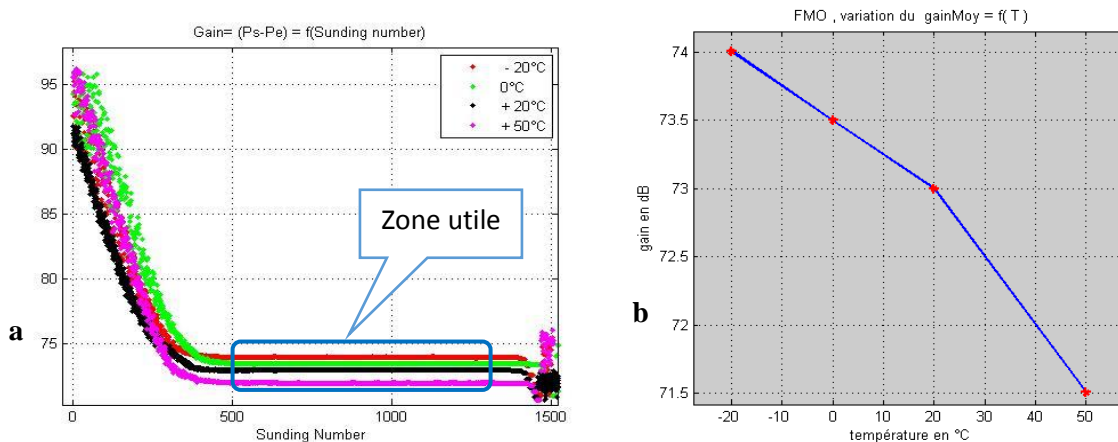 Gain= (Ps-Pe) = f(Sunding number)
95
90
85
80
75
0
500
1000
1500
Sunding Number
- 20°C
0°C
+ 20°C
+ 50°C
Zone utile
a
FMO , variation du gainMoy = f( T )
74
73.5
73
72.5
72
71.5
gain en dB
-20
-10
0
10
20
30
40
50
température en °C
b